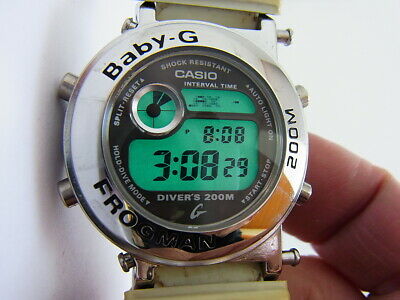 Baby-G
SHOCK RESISTANT
CASIO
INTERVAL TIME
SPLIT·RESET
AUTO LIGHT ON
P 8:08
3:08 29
HOLD·DIVE MODE
START·STOP
200M
DIVER'S 200M
G
FROGMAN